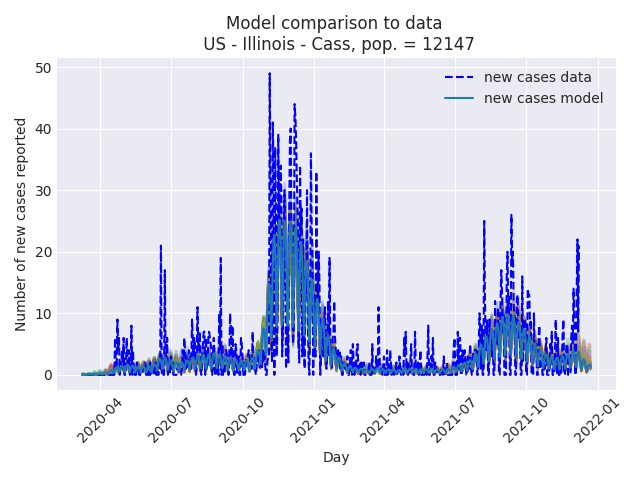 Model comparison to data
US - Illinois - Cass, pop. = 12147
new cases data
new cases model
Number of new cases reported
50
40
30
20
10
0
2020-04
2020-07
2020-10
2021-01
2021-04
2021-07
2021-10
2022-01
Day